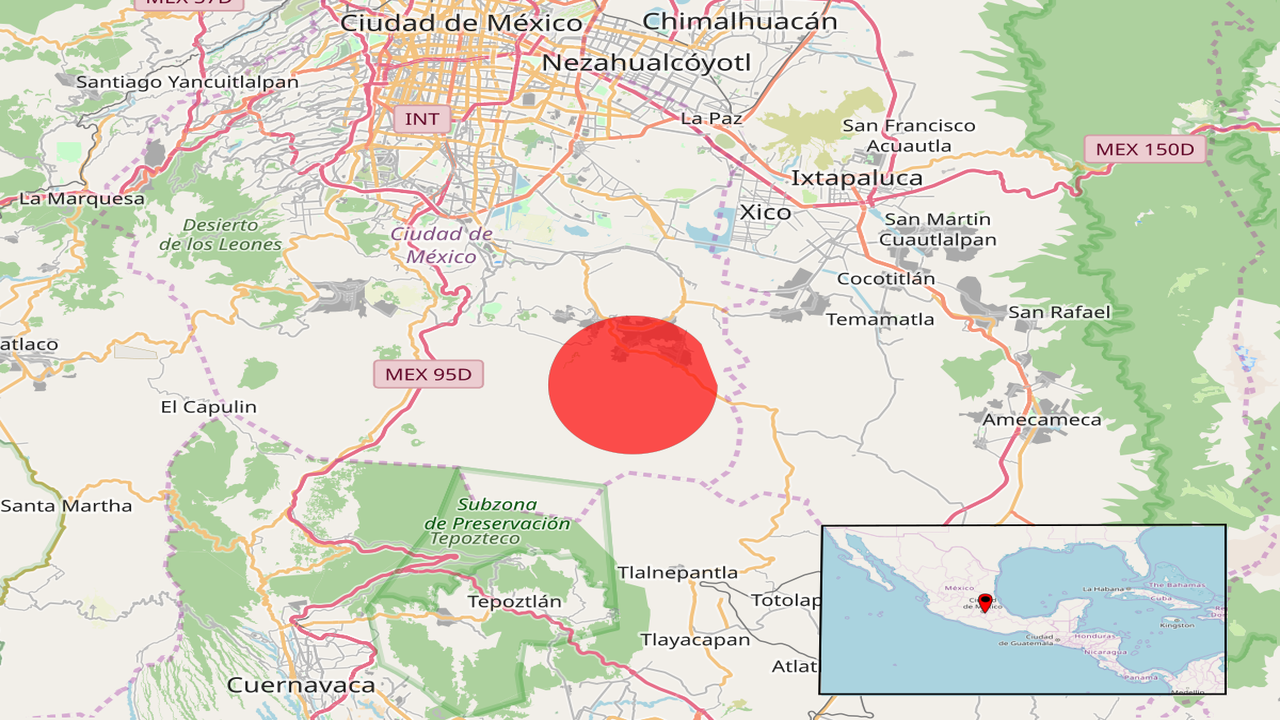 MEX 57D
Ciudad de México
Chimalhuacán
Nezahualcóyotl
Santiago Yancuitlalpan
INT
La Paz
San Francisco
Acuautla
MEX 150D
Ixtapaluca
La Marquesa
Xico
Desierto
de los Leones
San Martin
Cuautlalpan
Ciudad de
México
Cocotitlán
San Rafael
Temamatla
atlaco
MEX 95D
El Capulin
Amecameca
Santa Martha
Subzona
de Preservación
Tepozteco
Tlalnepantla
Tepoztlán
Totolap
Tlayacapan
Atlat
Cuernavaca
México
La Habana
The Bahamas
Cuba
Kingston
Ciudad
de Guatemala
Honduras
Nicaragua
Panamá
Medellín